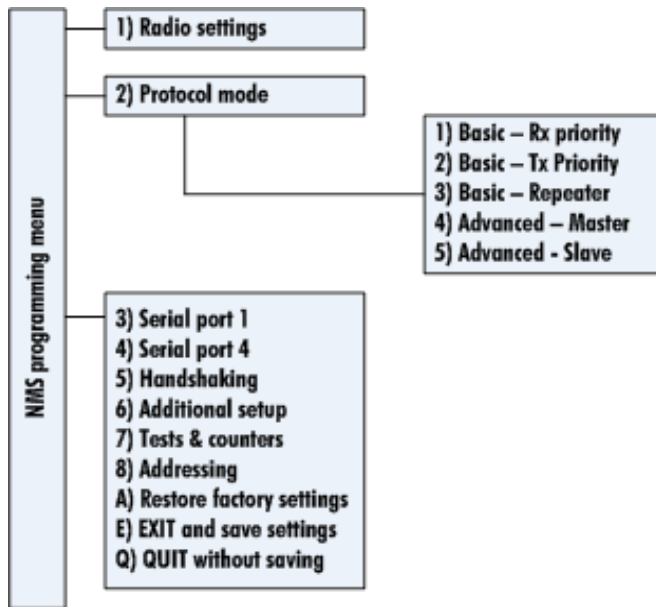 NMS programming menu
1) Radio settings
2) Protocol mode
1) Basic – Rx priority
2) Basic – Tx Priority
3) Basic – Repeater
4) Advanced – Master
5) Advanced - Slave
3) Serial port 1
4) Serial port 4
5) Handshaking
6) Additional setup
7) Tests & counters
8) Addressing
A) Restore factory settings
E) EXIT and save settings
Q) QUIT without saving